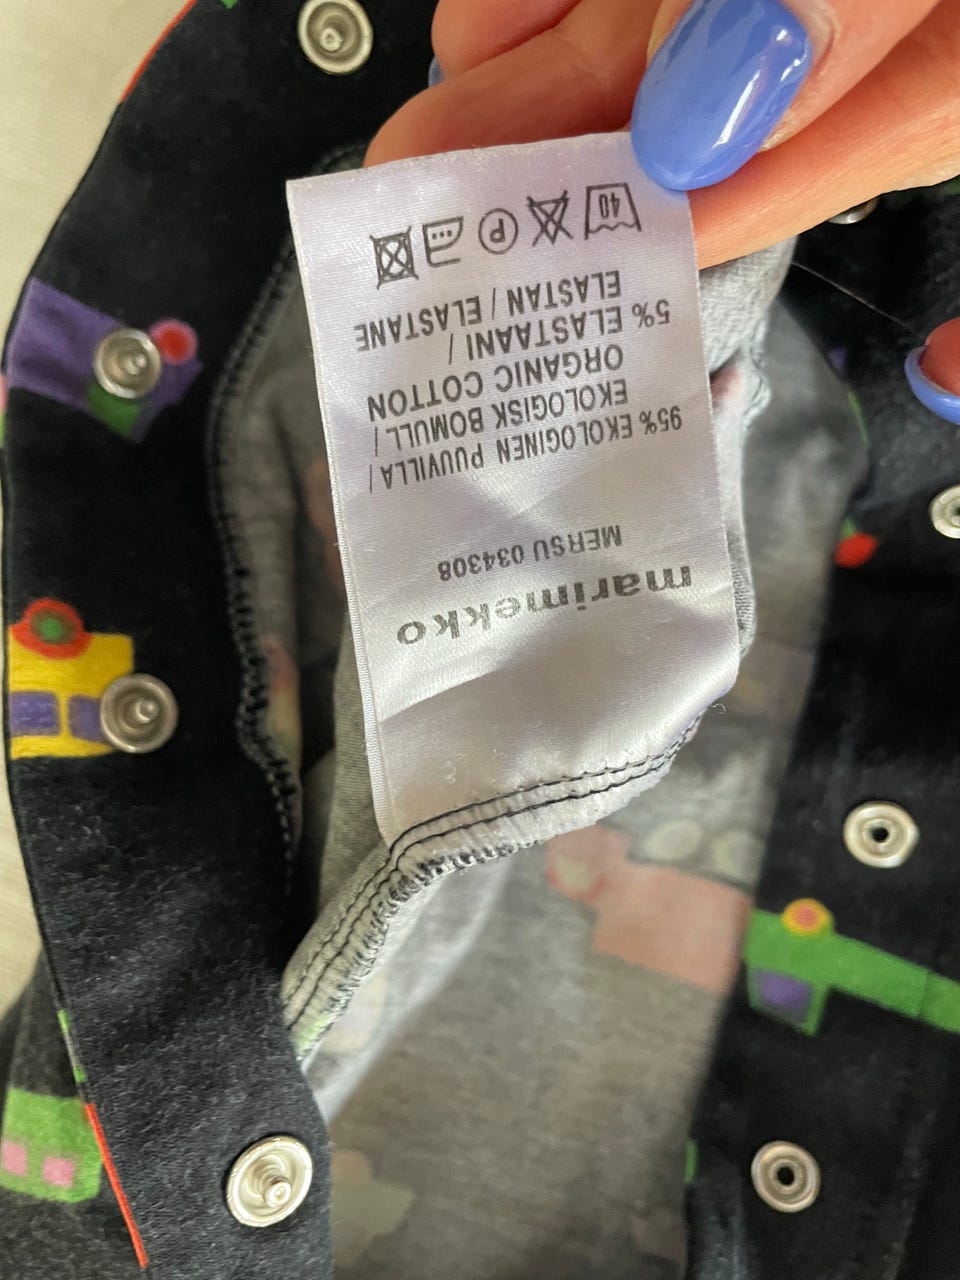 marimekko
MERSU 034308
95% EKOLOGINEN PUUVILLA /
EKOLOGISK BOMULL /
ORGANIC COTTON
5% ELASTAANI /
ELASTAN / ELASTANE
40 P